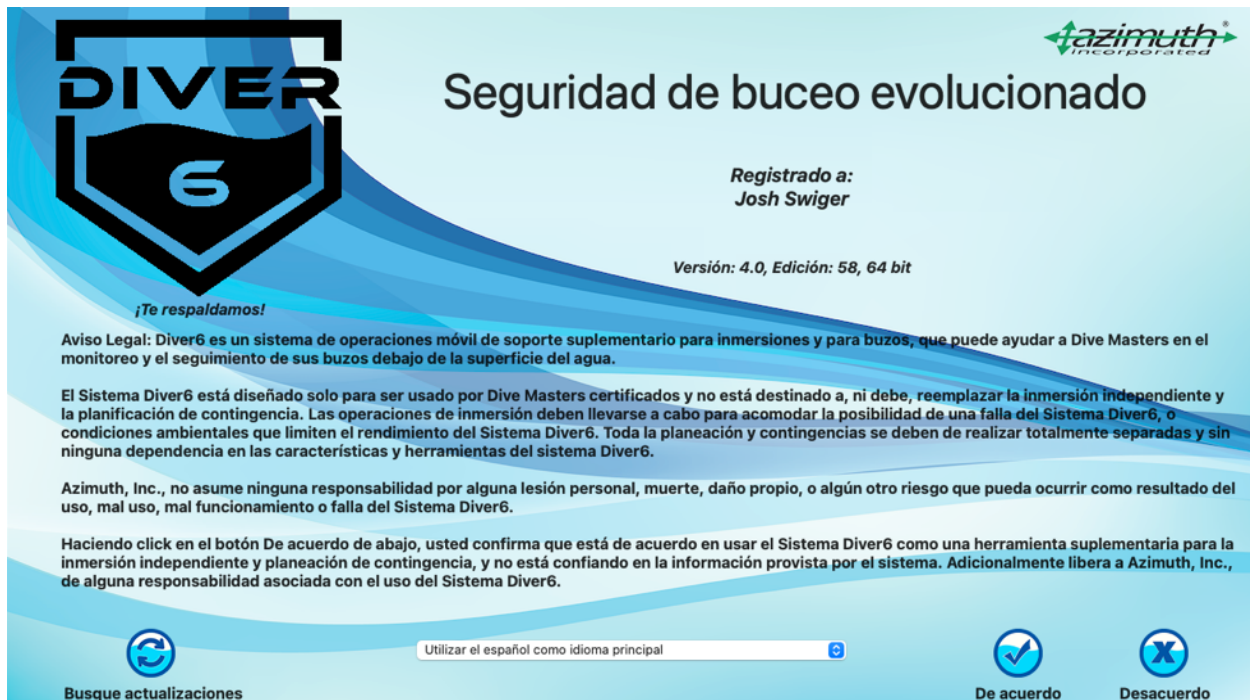 DIVER
6
azimuth®
incorporated
Seguridad de buceo evolucionado
Registrado a:
Josh Swiger
Versión: 4.0, Edición: 58, 64 bit
¡Te respaldamos!
Aviso Legal: Diver6 es un sistema de operaciones móvil de soporte suplementario para inmersiones y para buzos, que puede ayudar a Dive Masters en el
monitoreo y el seguimiento de sus buzos debajo de la superficie del agua.
El Sistema Diver6 está diseñado solo para ser usado por Dive Masters certificados y no está destinado a, ni debe, reemplazar la inmersión independiente y
la planificación de contingencia. Las operaciones de inmersión deben llevarse a cabo para acomodar la posibilidad de una falla del Sistema Diver6, o
condiciones ambientales que limiten el rendimiento del Sistema Diver6. Toda la planeación y contingencias se deben de realizar totalmente separadas y sin
ninguna dependencia en las características y herramientas del sistema Diver6.
Azimuth, Inc., no asume ninguna responsabilidad por alguna lesión personal, muerte, daño propio, o algún otro riesgo que pueda ocurrir como resultado del
uso, mal uso, mal funcionamiento o falla del Sistema Diver6.
Haciendo click en el botón De acuerdo de abajo, usted confirma que está de acuerdo en usar el Sistema Diver6 como una herramienta suplementaria para la
inmersión independiente y planeación de contingencia, y no está confiando en la información provista por el sistema. Adicionalmente libera a Azimuth, Inc.,
de alguna responsabilidad asociada con el uso del Sistema Diver6.
Utilizar el español como idioma principal
Busque actualizaciones
De acuerdo
Desacuerdo